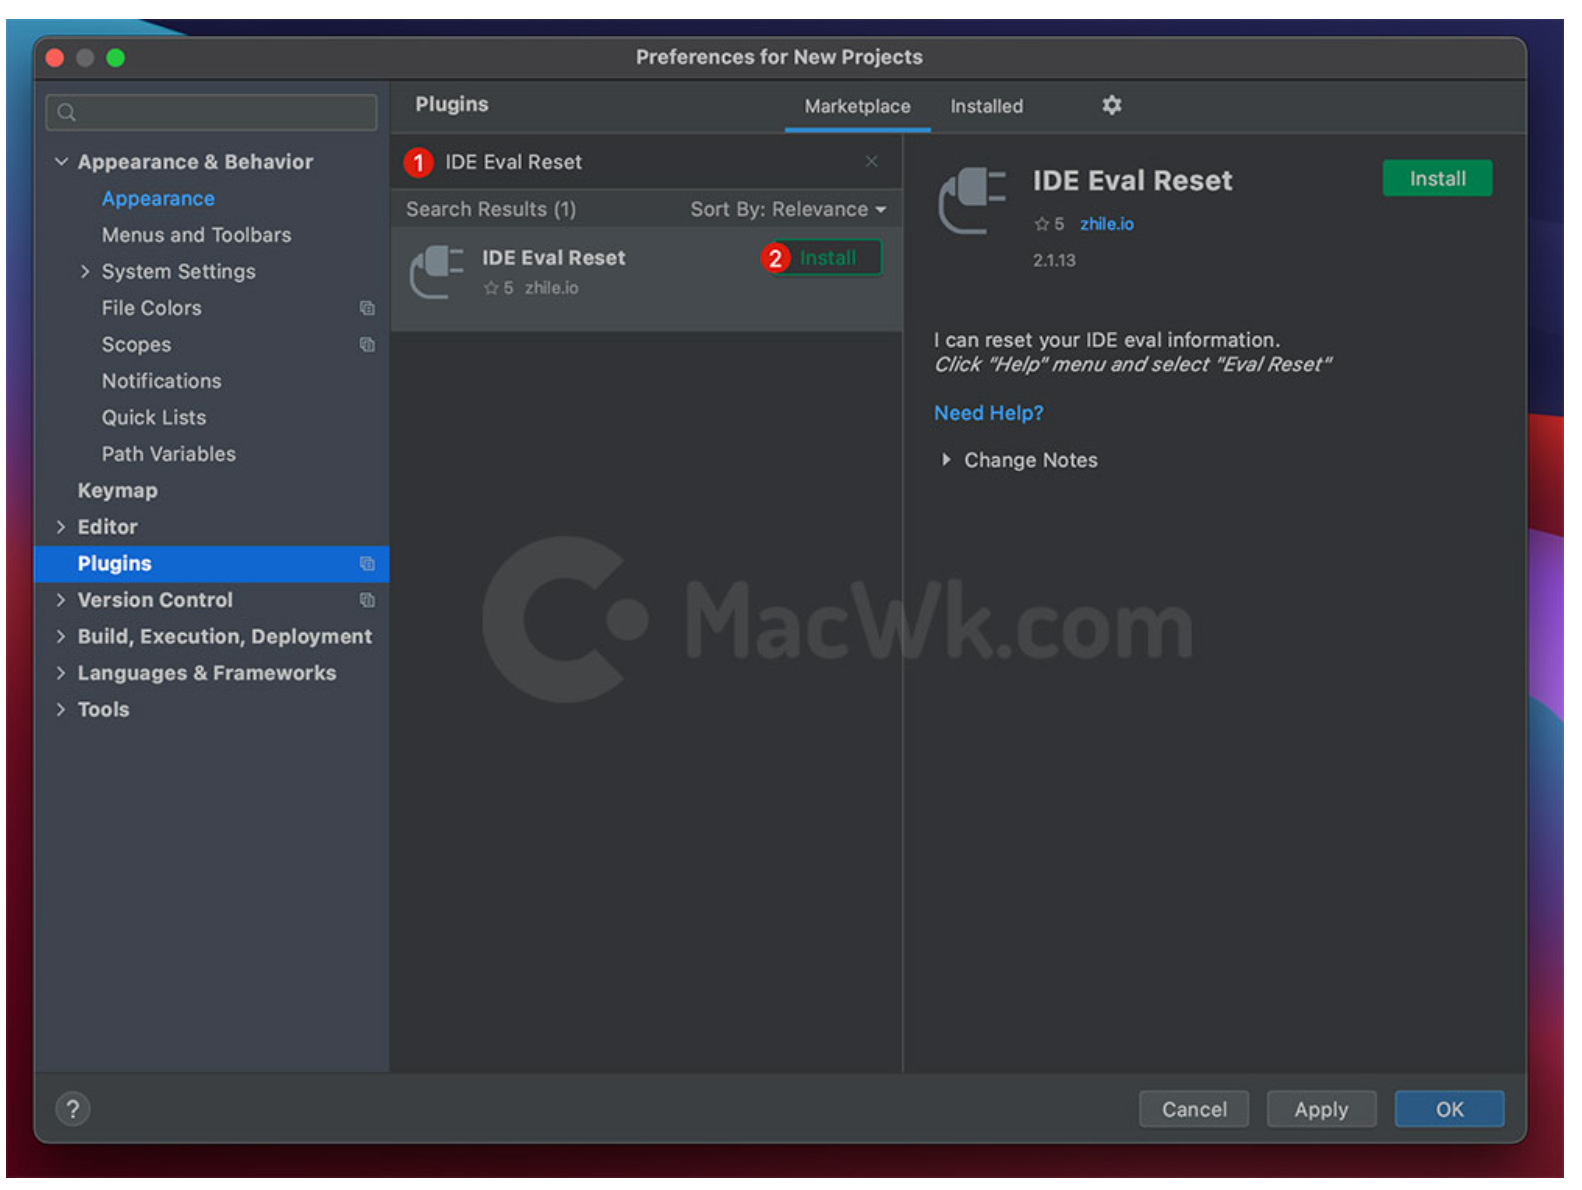 Preferences for New Projects
Plugins
Marketplace
Installed
Appearance & Behavior
Appearance
Menus and Toolbars
System Settings
File Colors
Scopes
Notifications
Quick Lists
Path Variables
Keymap
Editor
Plugins
Version Control
Build, Execution, Deployment
Languages & Frameworks
Tools
1 IDE Eval Reset
Search Results (1)
Sort By: Relevance
IDE Eval Reset
5 zhile.io
2 Install
IDE Eval Reset
Install
5 zhile.io
2.1.13
I can reset your IDE eval information.
Click "Help" menu and select "Eval Reset"
Need Help?
Change Notes
MacWk.com
?
Cancel
Apply
OK